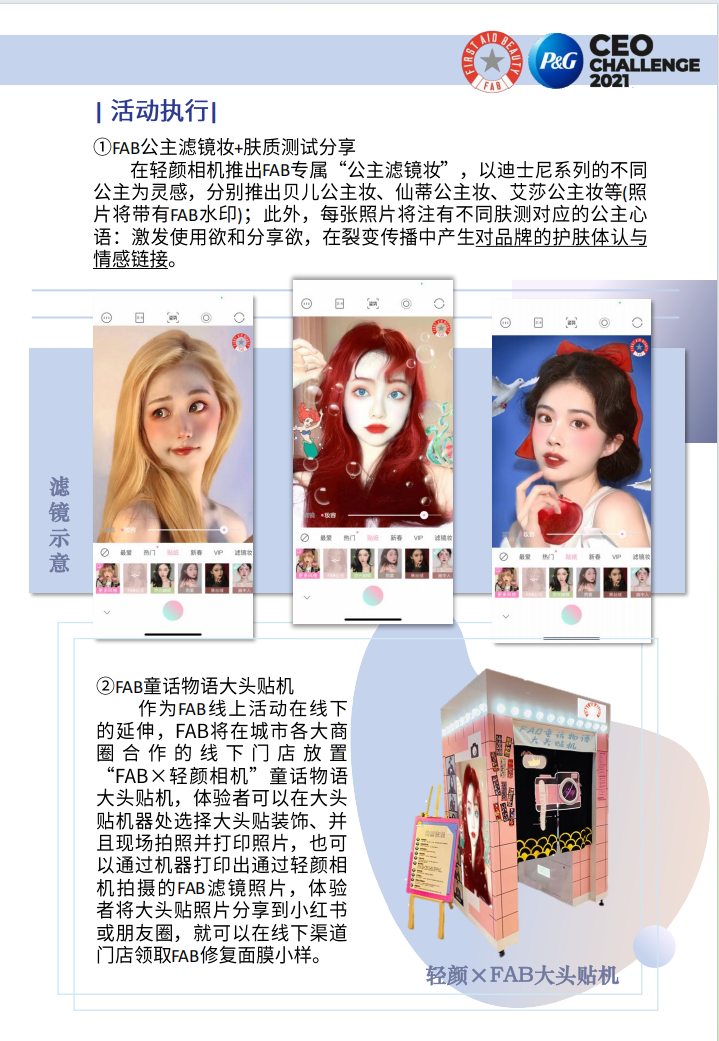 FIRST AID BEAUTY
FAB
P&G
CEO
CHALLENGE
2021
| 活动执行|
①FAB公主滤镜妆+肤质测试分享
在轻颜相机推出FAB专属“公主滤镜妆”，以迪士尼系列的不同
公主为灵感，分别推出贝儿公主妆、仙蒂公主妆、艾莎公主妆等(照
片将带有FAB水印)；此外，每张照片将注有不同肤测对应的公主心
语：激发使用欲和分享欲，在裂变传播中产生对品牌的护肤体认与
情感链接。
滤镜示意
妆容
最爱 热门 贴纸 新春 VIP 滤镜妆
滤镜 妆容
最爱 热门 贴纸 新春 VIP 滤镜妆
妆容
最爱 热门 贴纸 新春 VIP 滤镜妆
②FAB童话物语大头贴机
作为FAB线上活动在线下
的延伸，FAB将在城市各大商
圈合作的线下门店放置
“FAB×轻颜相机”童话物语
大头贴机，体验者可以在大头
贴机器处选择大头贴装饰、并
且现场拍照并打印照片，也可
以通过机器打印出通过轻颜相
机拍摄的FAB滤镜照片，体验
者将大头贴照片分享到小红书
或朋友圈，就可以在线下渠道
门店领取FAB修复面膜小样。
FAB童话物语
大头贴机
轻颜×FAB大头贴机